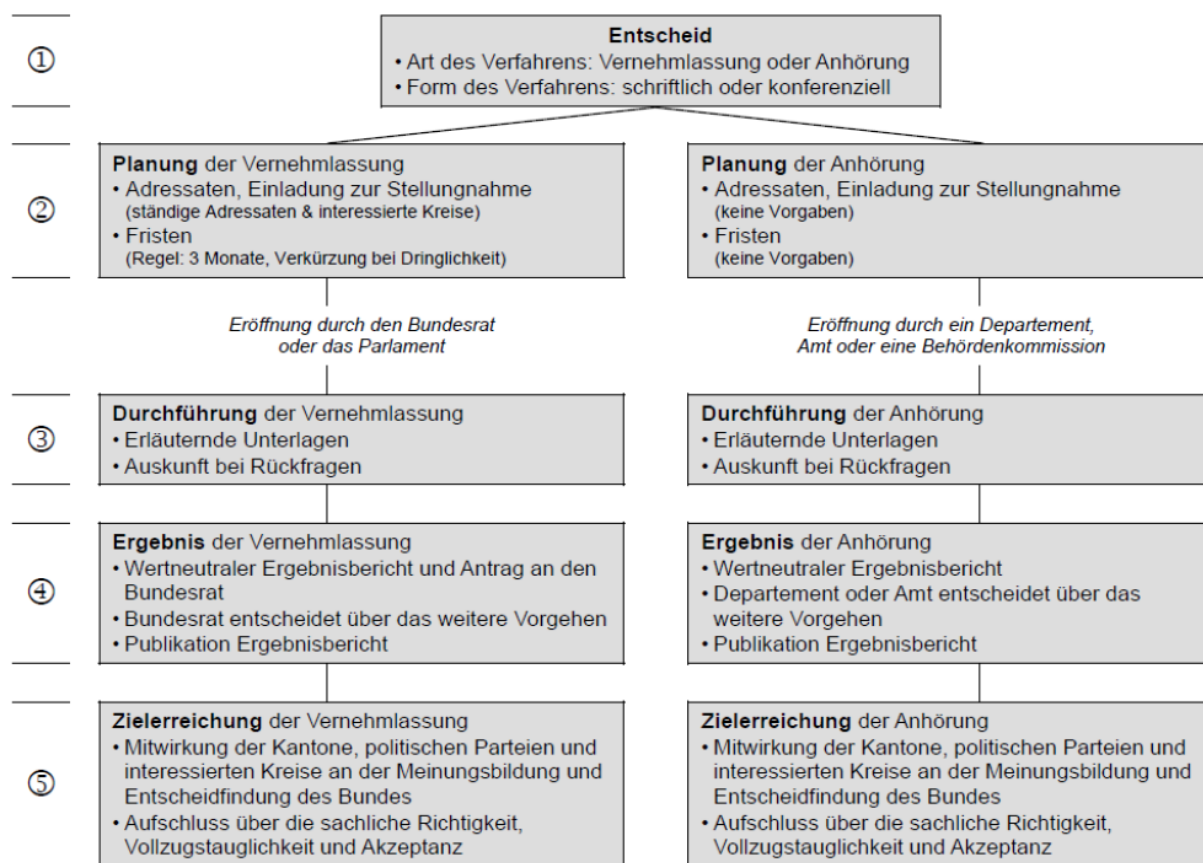 ①
Entscheid
• Art des Verfahrens: Vernehmlassung oder Anhörung
• Form des Verfahrens: schriftlich oder konferenziell
②
Planung der Vernehmlassung
• Adressaten, Einladung zur Stellungnahme
(ständige Adressaten & interessierte Kreise)
• Fristen
(Regel: 3 Monate, Verkürzung bei Dringlichkeit)
Planung der Anhörung
• Adressaten, Einladung zur Stellungnahme
(keine Vorgaben)
• Fristen
(keine Vorgaben)
Eröffnung durch den Bundesrat
oder das Parlament
Eröffnung durch ein Departement,
Amt oder eine Behördenkommission
③
Durchführung der Vernehmlassung
• Erläuternde Unterlagen
• Auskunft bei Rückfragen
Durchführung der Anhörung
• Erläuternde Unterlagen
• Auskunft bei Rückfragen
④
Ergebnis der Vernehmlassung
• Wertneutraler Ergebnisbericht und Antrag an den
Bundesrat
• Bundesrat entscheidet über das weitere Vorgehen
• Publikation Ergebnisbericht
Ergebnis der Anhörung
• Wertneutraler Ergebnisbericht
• Departement oder Amt entscheidet über das
weitere Vorgehen
• Publikation Ergebnisbericht
⑤
Zielerreichung der Vernehmlassung
• Mitwirkung der Kantone, politischen Parteien und
interessierten Kreise an der Meinungsbildung und
Entscheidfindung des Bundes
• Aufschluss über die sachliche Richtigkeit,
Vollzugstauglichkeit und Akzeptanz
Zielerreichung der Anhörung
• Mitwirkung der Kantone, politischen Parteien und
interessierten Kreise an der Meinungsbildung und
Entscheidfindung des Bundes
• Aufschluss über die sachliche Richtigkeit,
Vollzugstauglichkeit und Akzeptanz